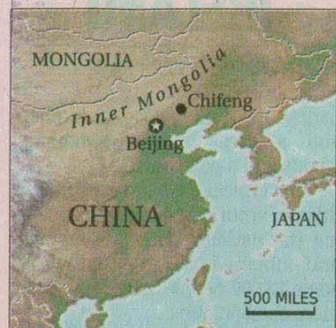 MONGOLIA
Inner Mongolia
Chifeng
Beijing
CHINA
JAPAN
500 MILES